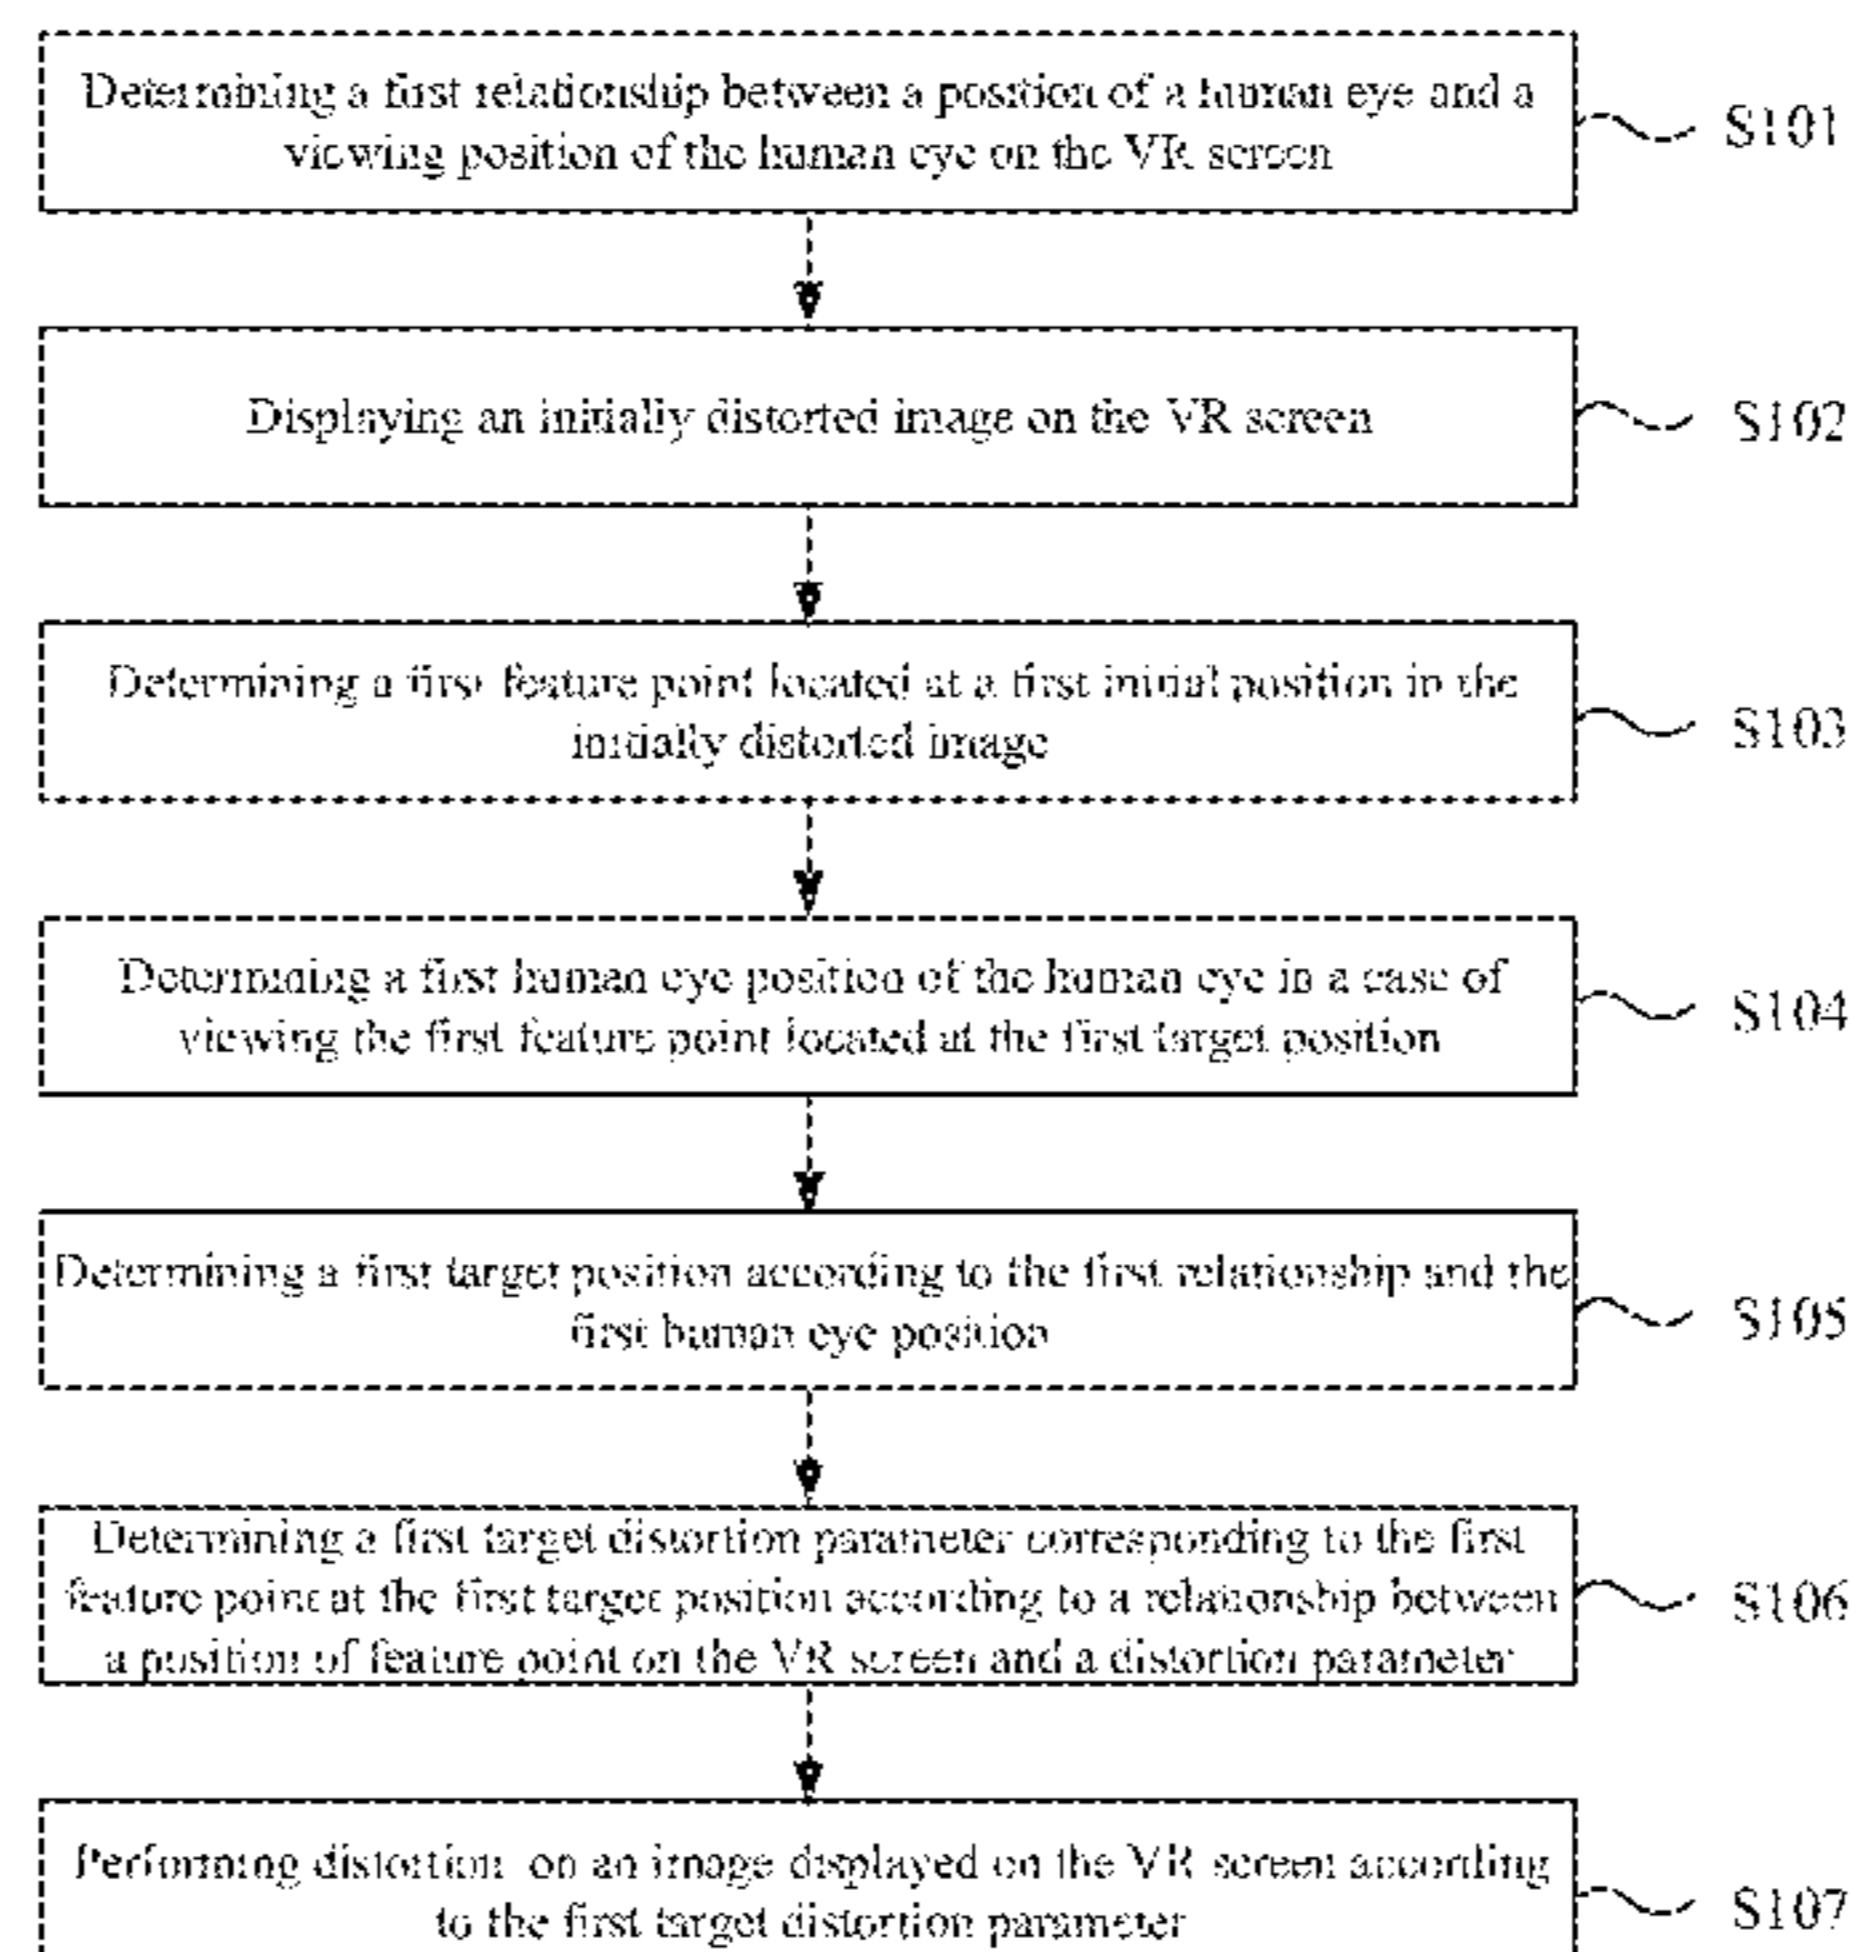 Determining a first relationship between a position of a human eye and a
viewing position of the human eye on the VR screen
S101
Displaying an initially distorted image on the VR screen
S102
Determining a first feature point located at a first initial position in the
initially distorted image
S103
Determining a first human eye position of the human eye in a case of
viewing the first feature point located at the first target position
S104
Determining a first target position according to the first relationship and the
first human eye position
S105
Determining a first target distortion parameter corresponding to the first
feature point at the first target position according to a relationship between
a position of feature point on the VR screen and a distortion parameter
S106
Performing distortion on an image displayed on the VR screen according
to the first target distortion parameter
S107